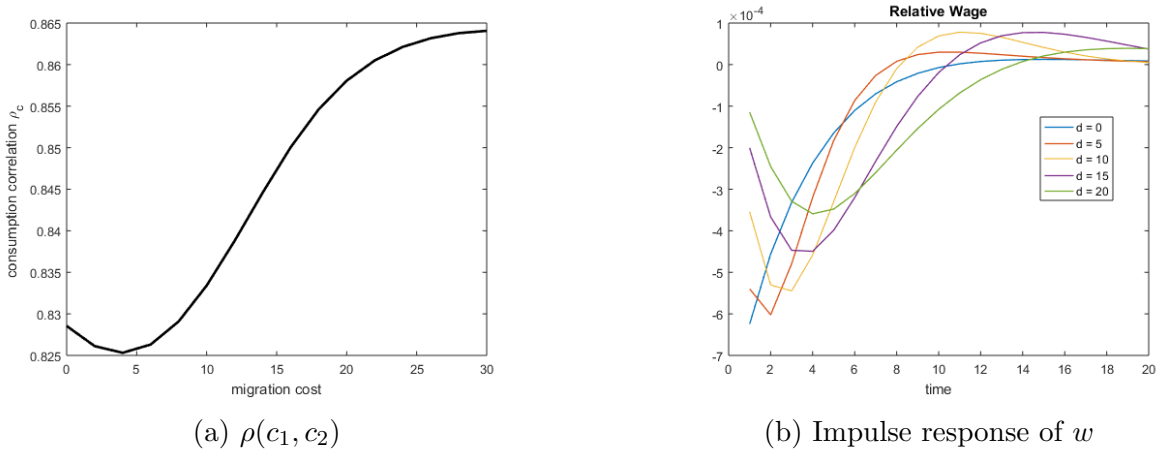 0.865
0.86
0.855
0.85
0.845
0.84
0.835
0.83
0.825
consumption correlation ρc
0 5 10 15 20 25 30
migration cost
(a) ρ(c1, c2)
Relative Wage
×10-4
1
0
-1
-2
-3
-4
-5
-6
-7
d = 0
d = 5
d = 10
d = 15
d = 20
0 2 4 6 8 10 12 14 16 18 20
time
(b) Impulse response of w